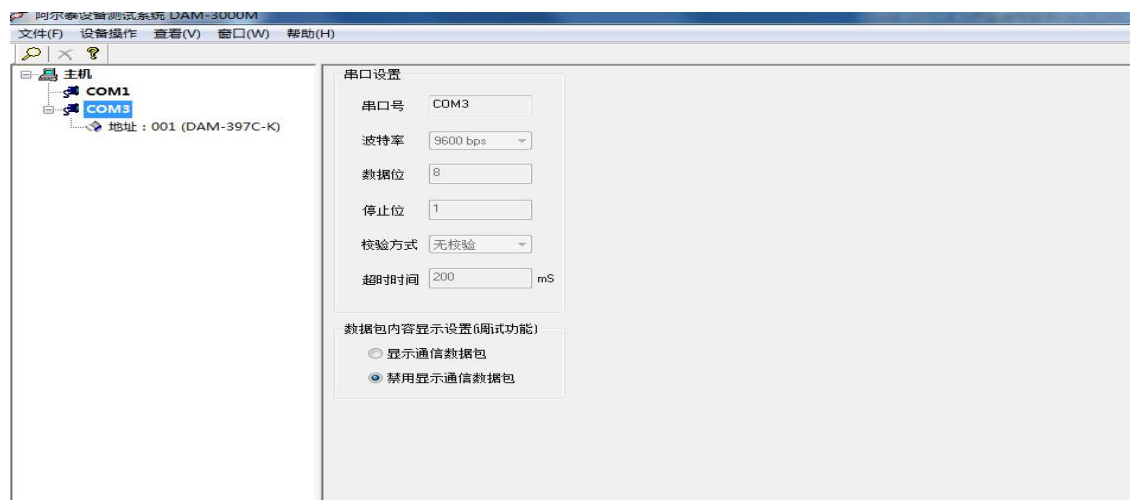 阿尔泰设备测试系统 DAM-3000M
文件(F) 设备操作 查看(V) 窗口(W) 帮助(H)
主机
COM1
COM3
地址：001 (DAM-397C-K)
串口设置
串口号 COM3
波特率 9600 bps
数据位 8
停止位 1
校验方式 无校验
超时时间 200 mS
数据包内容显示设置(调试功能)
显示通信数据包
禁用显示通信数据包